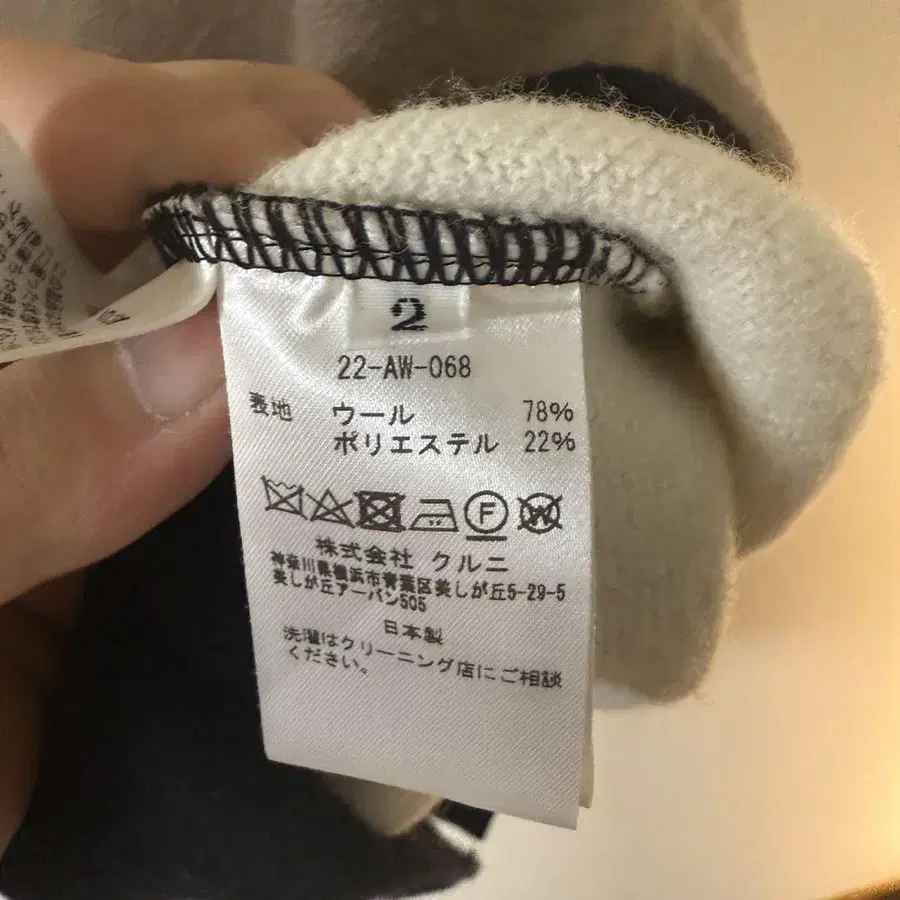 2
22-AW-068
表地 ウール 78%
ポリエステル 22%
F W
株式会社 クルニ
神奈川県横浜市青葉区美しが丘5-29-5
美しが丘アーバン505
日本製
洗濯はクリーニング店にご相談
ください。